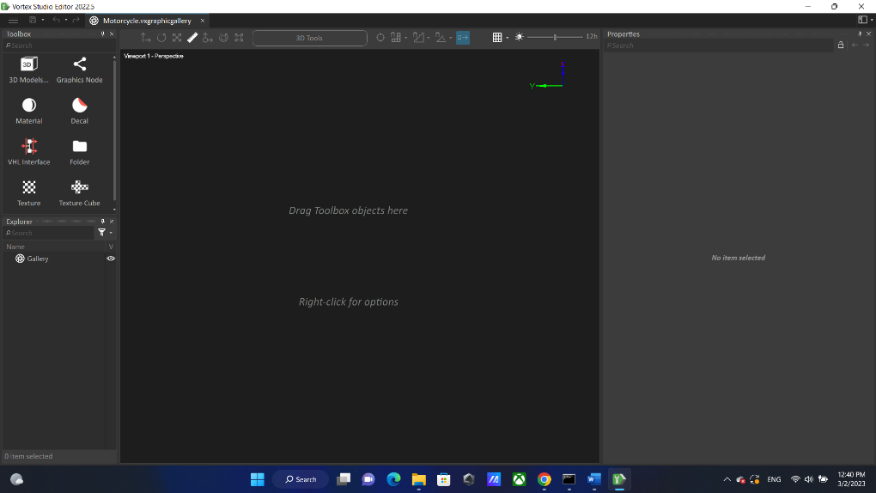 Vortex Studio Editor 2022.5
Motorcycle.vxgraphicgallery
Toolbox
Search
3D Models...
Graphics Node
Material
Decal
VHL Interface
Folder
Texture
Texture Cube
Explorer
Search
Name
V
Gallery
0 item selected
3D Tools
12h
Viewport 1 - Perspective
Y
Drag Toolbox objects here
Right-click for options
Properties
Search
No item selected
Search
ENG
12:40 PM
3/2/2023